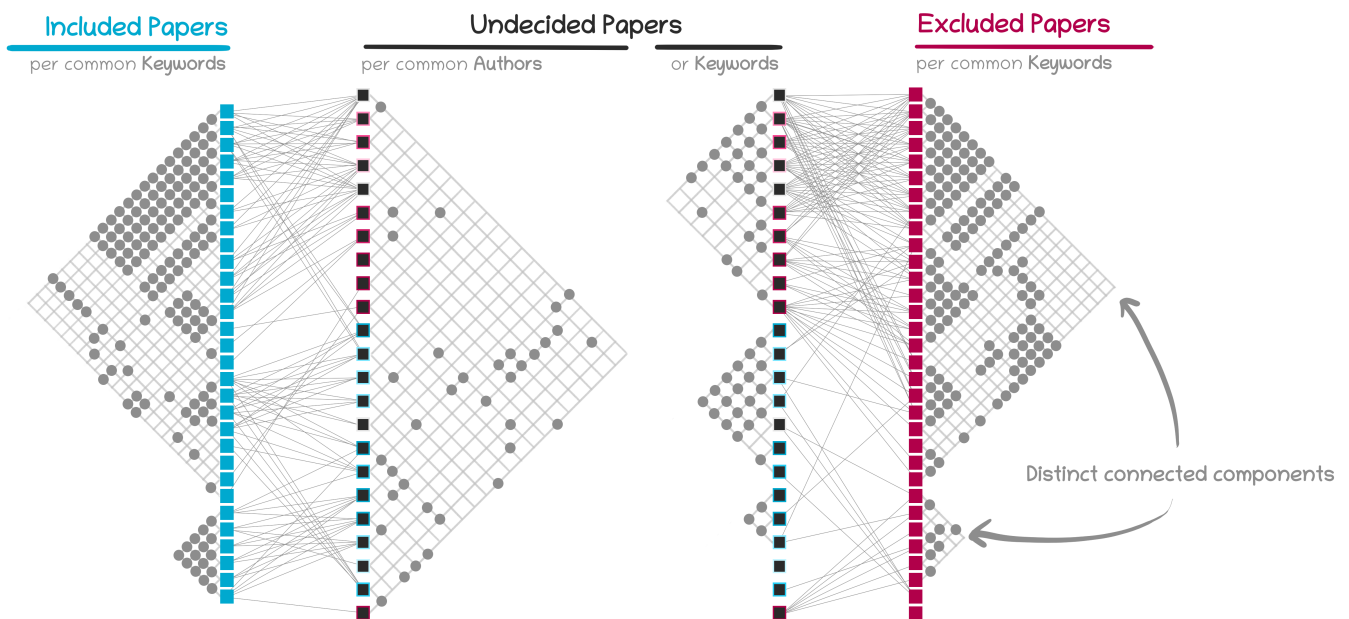 Included Papers
per common Keywords
Undecided Papers
per common Authors
or Keywords
Excluded Papers
per common Keywords
Distinct connected components